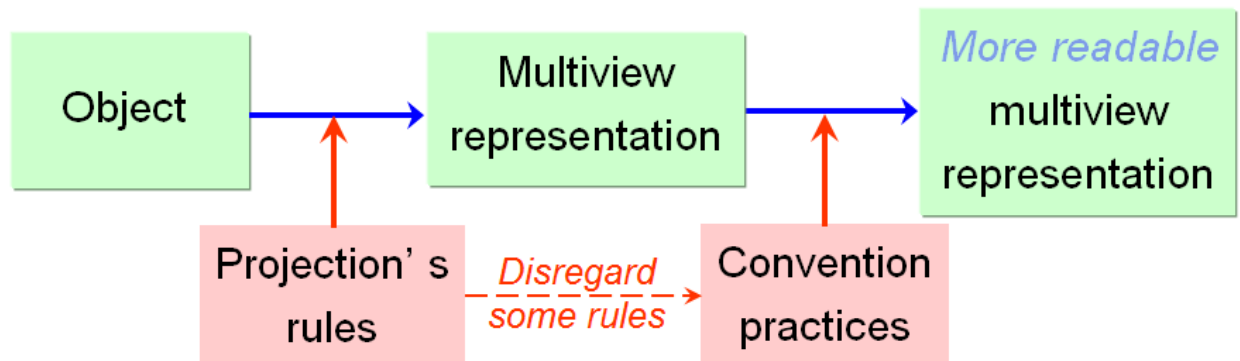 Object
Multiview
representation
More readable
multiview
representation
Projection’ s
rules
Disregard
some rules
Convention
practices